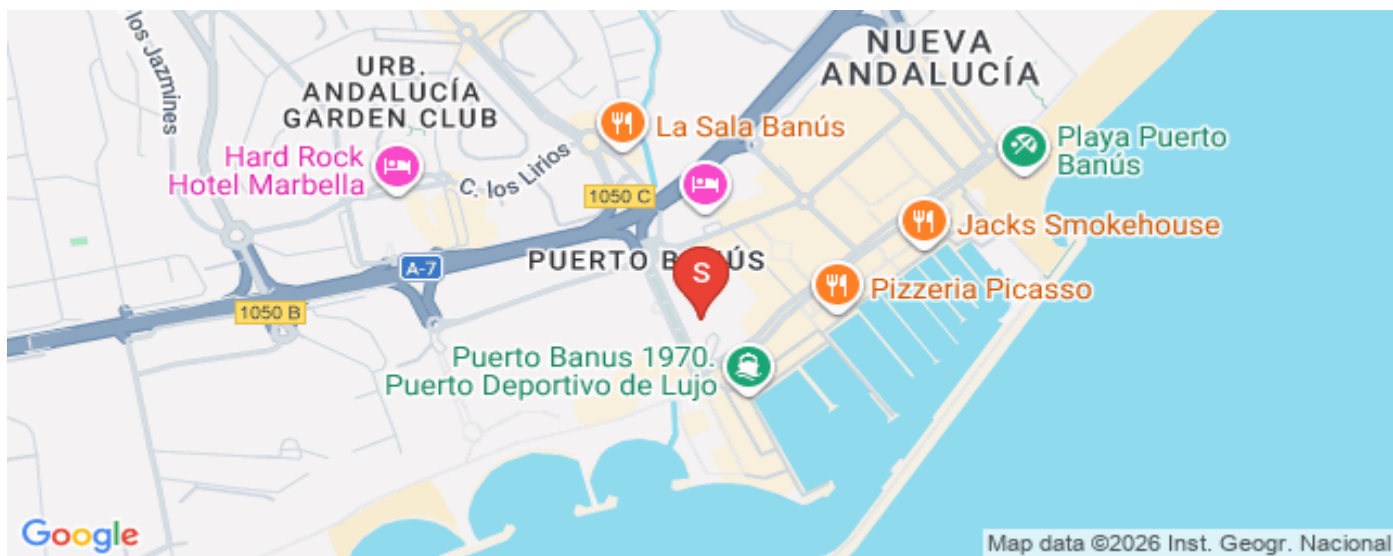 los Jazmines
URB.
ANDALUCÍA
GARDEN CLUB
NUEVA
ANDALUCÍA
La Sala Banús
Playa Puerto
Banús
Hard Rock
Hotel Marbella
C. los Lirios
1050 C
Jacks Smokehouse
PUERTO B
ÚS
S
A-7
Pizzeria Picasso
1050 B
Puerto Banus 1970.
Puerto Deportivo de Lujo
Google
Map data ©2026 Inst. Geogr. Nacional